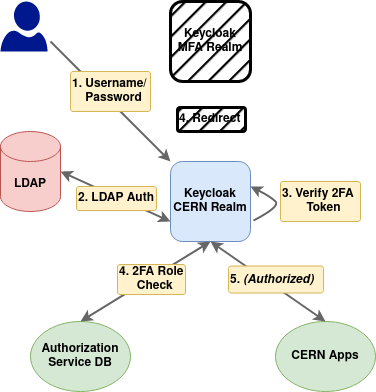 Keycloak
MFA Realm
1. Username/
Password
4. Redirect
LDAP
2. LDAP Auth
Keycloak
CERN Realm
3. Verify 2FA
Token
4. 2FA Role
Check
5. (Authorized)
Authorization
Service DB
CERN Apps